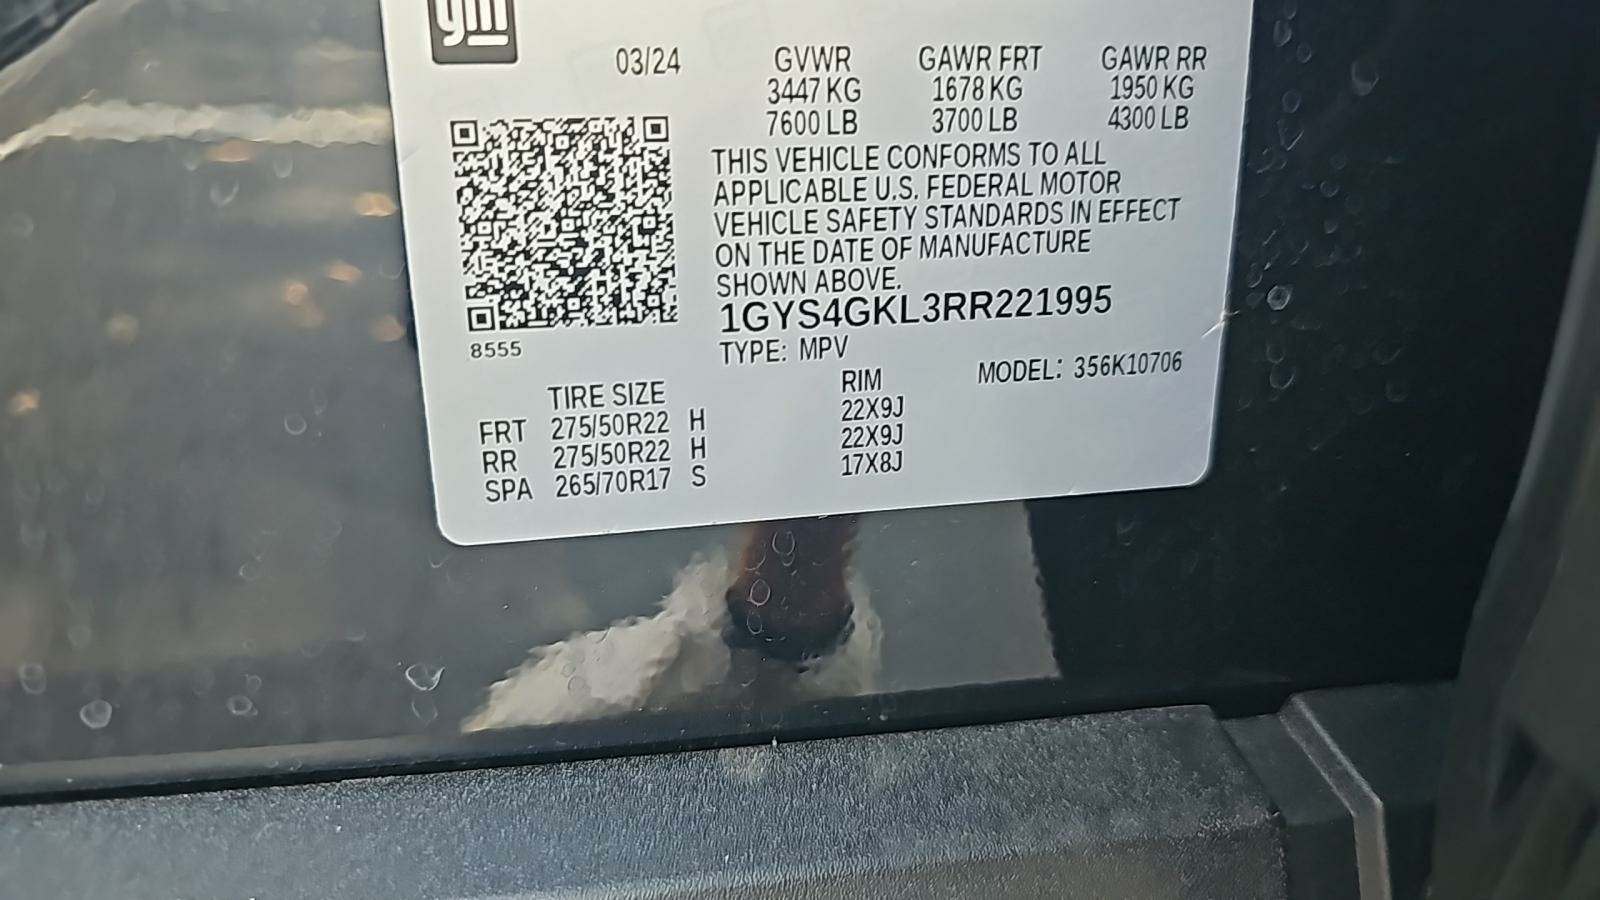 gm
03/24 GVWR GAWR FRT GAWR RR
3447 KG 1678 KG 1950 KG
7600 LB 3700 LB 4300 LB
THIS VEHICLE CONFORMS TO ALL
APPLICABLE U.S. FEDERAL MOTOR
VEHICLE SAFETY STANDARDS IN EFFECT
ON THE DATE OF MANUFACTURE
SHOWN ABOVE.
1GYS4GKL3RR221995
8555
TYPE: MPV MODEL: 356K10706
TIRE SIZE RIM
FRT 275/50R22 H 22X9J
RR 275/50R22 H 22X9J
SPA 265/70R17 S 17X8J